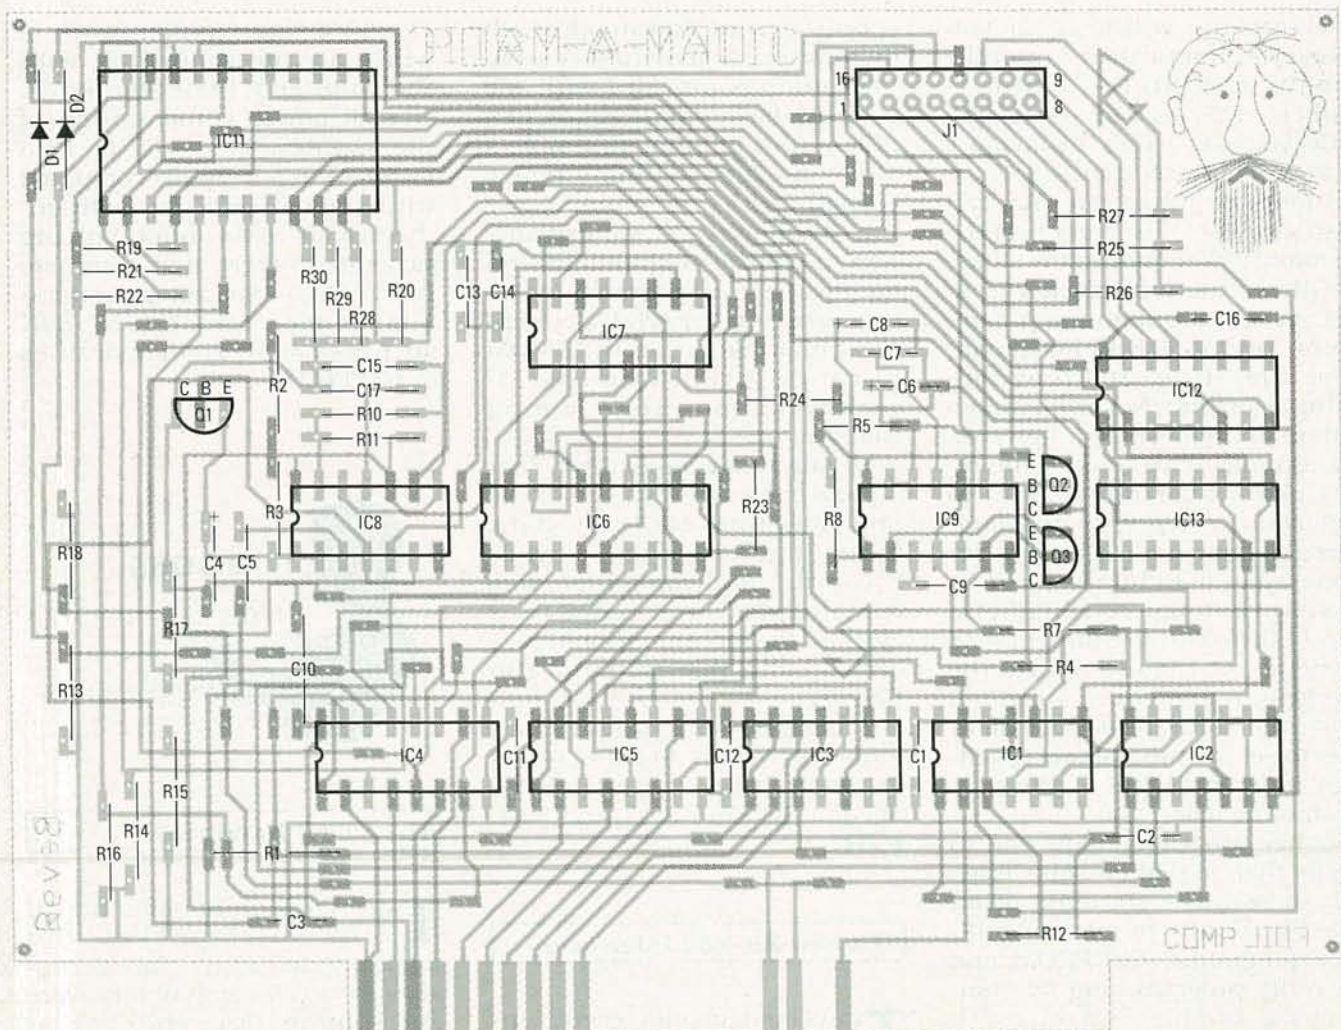 PRAM-A-MATIC
D2
D1
IC11
16
9
1
8
J1
R27
R19
R25
R21
R22
R30
R29
R28
R20
C13
C14
R26
IC7
C8
C16
C15
C7
R2
C17
C6
IC12
C B E
Q1
R10
R24
R11
R5
E
B
C
Q2
R18
R3
IC8
IC6
R23
R8
IC9
IC13
C4
+
C5
E
B
C
Q3
C9
R17
R7
R13
C10
R4
IC4
C11
IC5
C12
IC3
C1
IC1
IC2
R15
R14
R16
R1
C2
C3
R12
COMP